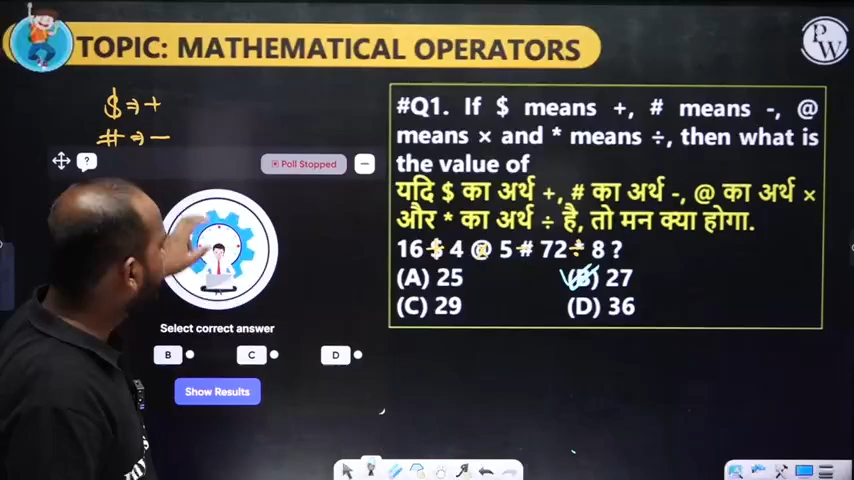 TOPIC: MATHEMATICAL OPERATORS
PW
$ ⇒ +
# ⇒ -
? Poll Stopped
Select correct answer
B C D
Show Results
#Q1. If $ means +, # means -, @
means × and * means ÷, then what is
the value of
यदि $ का अर्थ +, # का अर्थ -, @ का अर्थ ×
और * का अर्थ ÷ है, तो मन क्या होगा.
16 $ 4 @ 5 # 72 * 8 ?
(A) 25 (B) 27
(C) 29 (D) 36